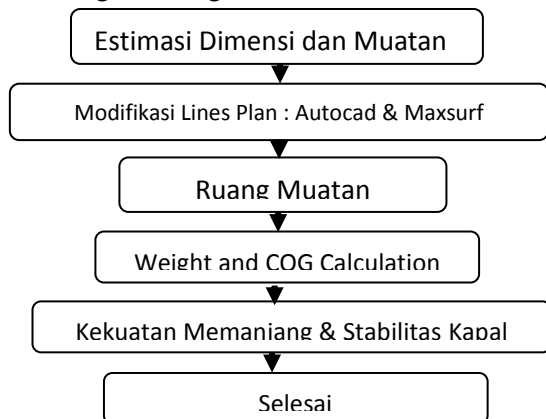 Estimasi Dimensi dan Muatan
Modifikasi Lines Plan : Autocad & Maxsurf
Ruang Muatan
Weight and COG Calculation
Kekuatan Memanjang & Stabilitas Kapal
Selesai